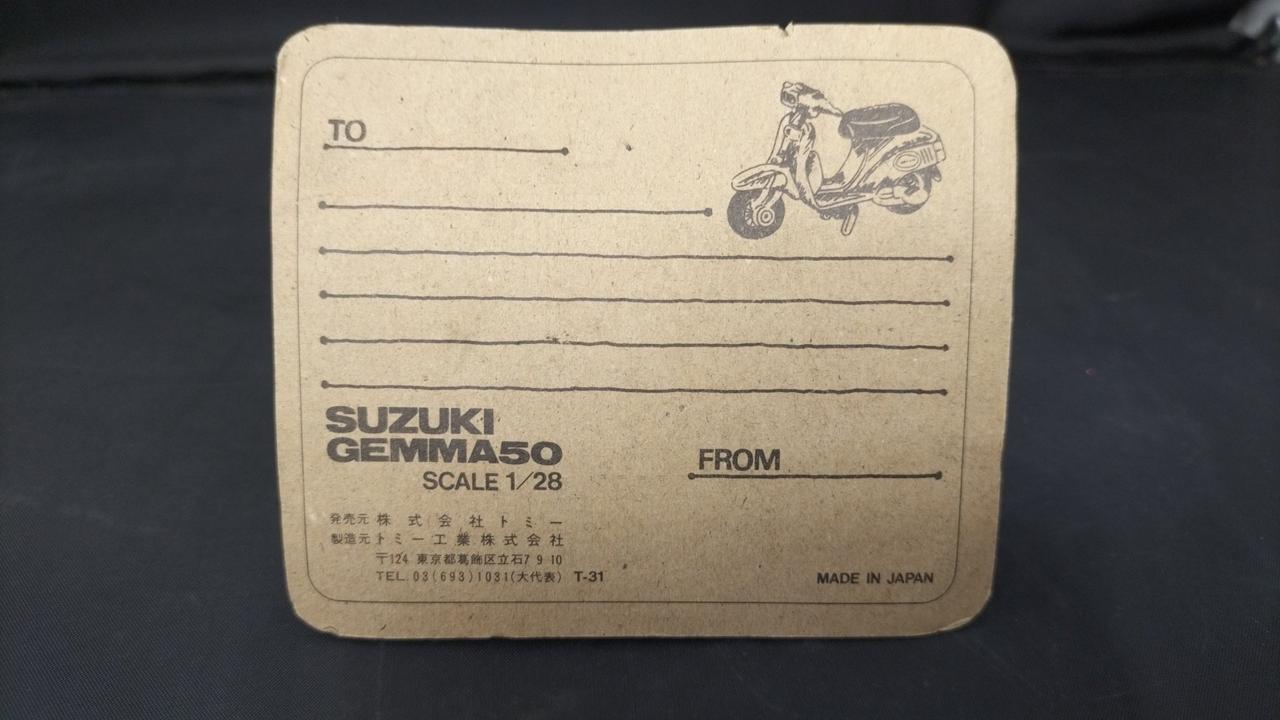 TO
SUZUKI
GEMMA50
SCALE 1/28
FROM
発売元 株式会社トミー
製造元 トミー工業株式会社
〒124 東京都葛飾区立石7 9 10
TEL. 03(693)1031(大代表) T-31
MADE IN JAPAN